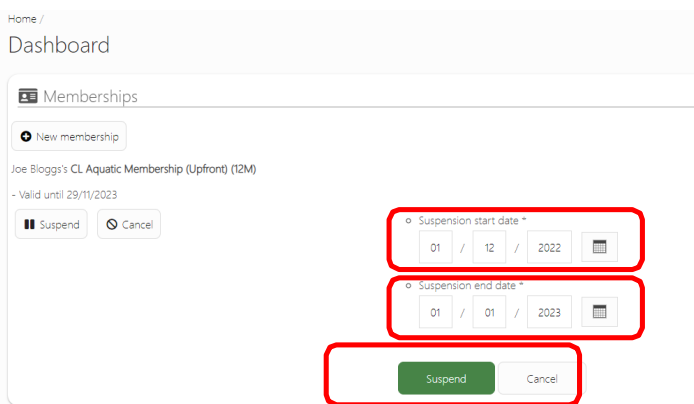 Home /
Dashboard
Memberships
New membership
Joe Bloggs's CL Aquatic Membership (Upfront) (12M)
- Valid until 29/11/2023
Suspend Cancel
Suspension start date *
01 / 12 / 2022
Suspension end date *
01 / 01 / 2023
Suspend Cancel